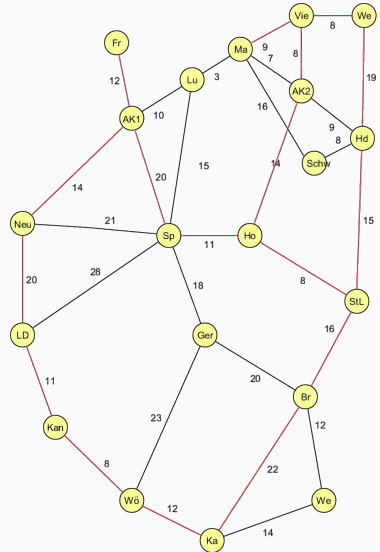 Vie
We
8
Fr
Ma
9
7
8
Lu
3
19
12
AK2
16
AK1
10
9
Hd
8
Schw
14
15
20
14
15
Neu
21
Sp
11
Ho
20
28
18
8
StL
16
LD
Ger
11
20
Br
12
Kan
23
8
22
Wö
12
We
14
Ka